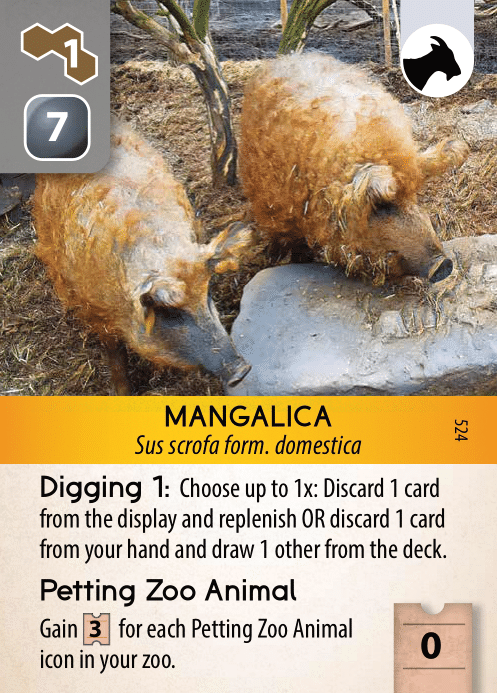 1
7
MANGALICA
Sus scrofa form. domestica
524
Digging 1: Choose up to 1x: Discard 1 card
from the display and replenish OR discard 1 card
from your hand and draw 1 other from the deck.
Petting Zoo Animal
Gain 3 for each Petting Zoo Animal
icon in your zoo.
0